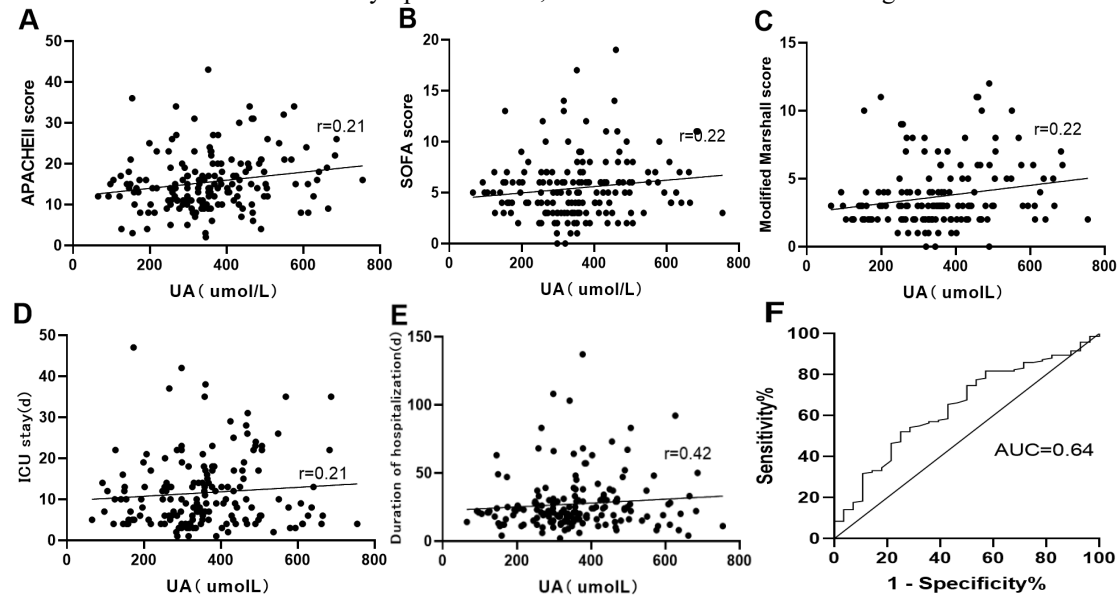 A
50
40
30
20
10
0
APACHEII score
r=0.21
0 200 400 600 800
UA( umol/L)
B
20
15
10
5
0
SOFA score
r=0.22
0 200 400 600 800
UA( umol/L)
C
15
10
5
0
Modified Marshall score
r=0.22
0 200 400 600 800
UA( umolL)
D
50
40
30
20
10
0
ICU stay(d)
r=0.21
0 200 400 600 800
UA( umolL)
E
150
100
50
0
Duration of hospitalization(d)
r=0.42
0 200 400 600 800
UA( umolL)
F
100
80
60
40
20
0
Sensitivity%
AUC=0.64
0 20 40 60 80 100
1 - Specificity%